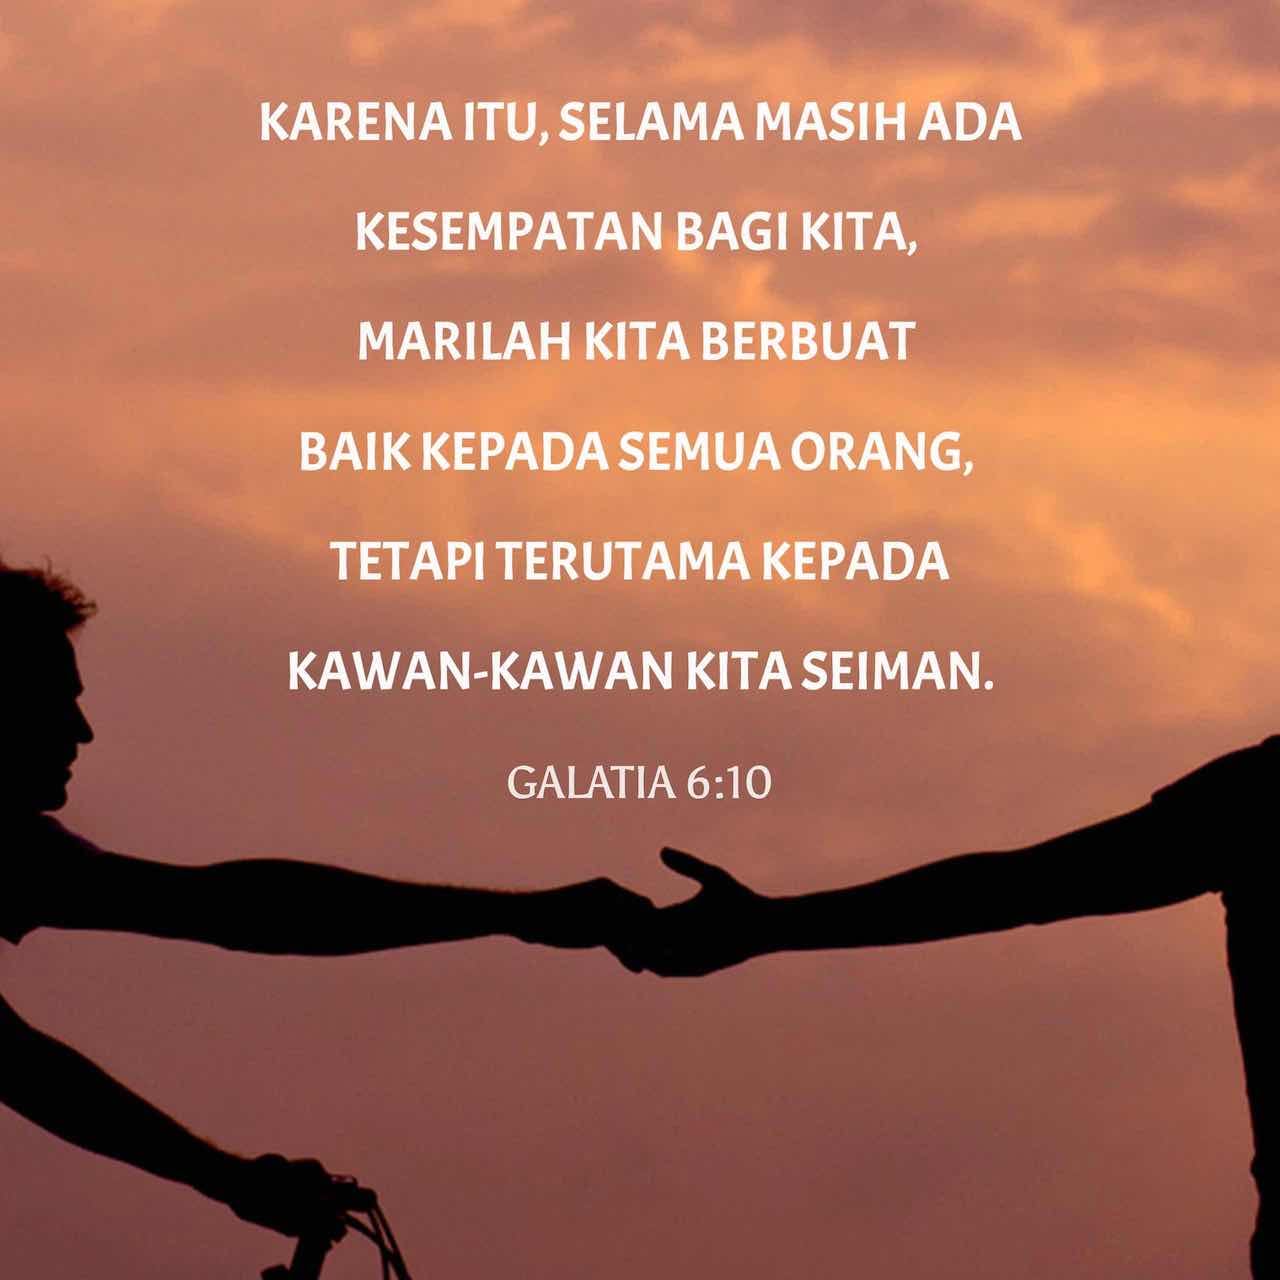 KARENA ITU, SELAMA MASIH ADA
KESEMPATAN BAGI KITA,
MARILAH KITA BERBUAT
BAIK KEPADA SEMUA ORANG,
TETAPI TERUTAMA KEPADA
KAWAN-KAWAN KITA SEIMAN.
GALATIA 6:10